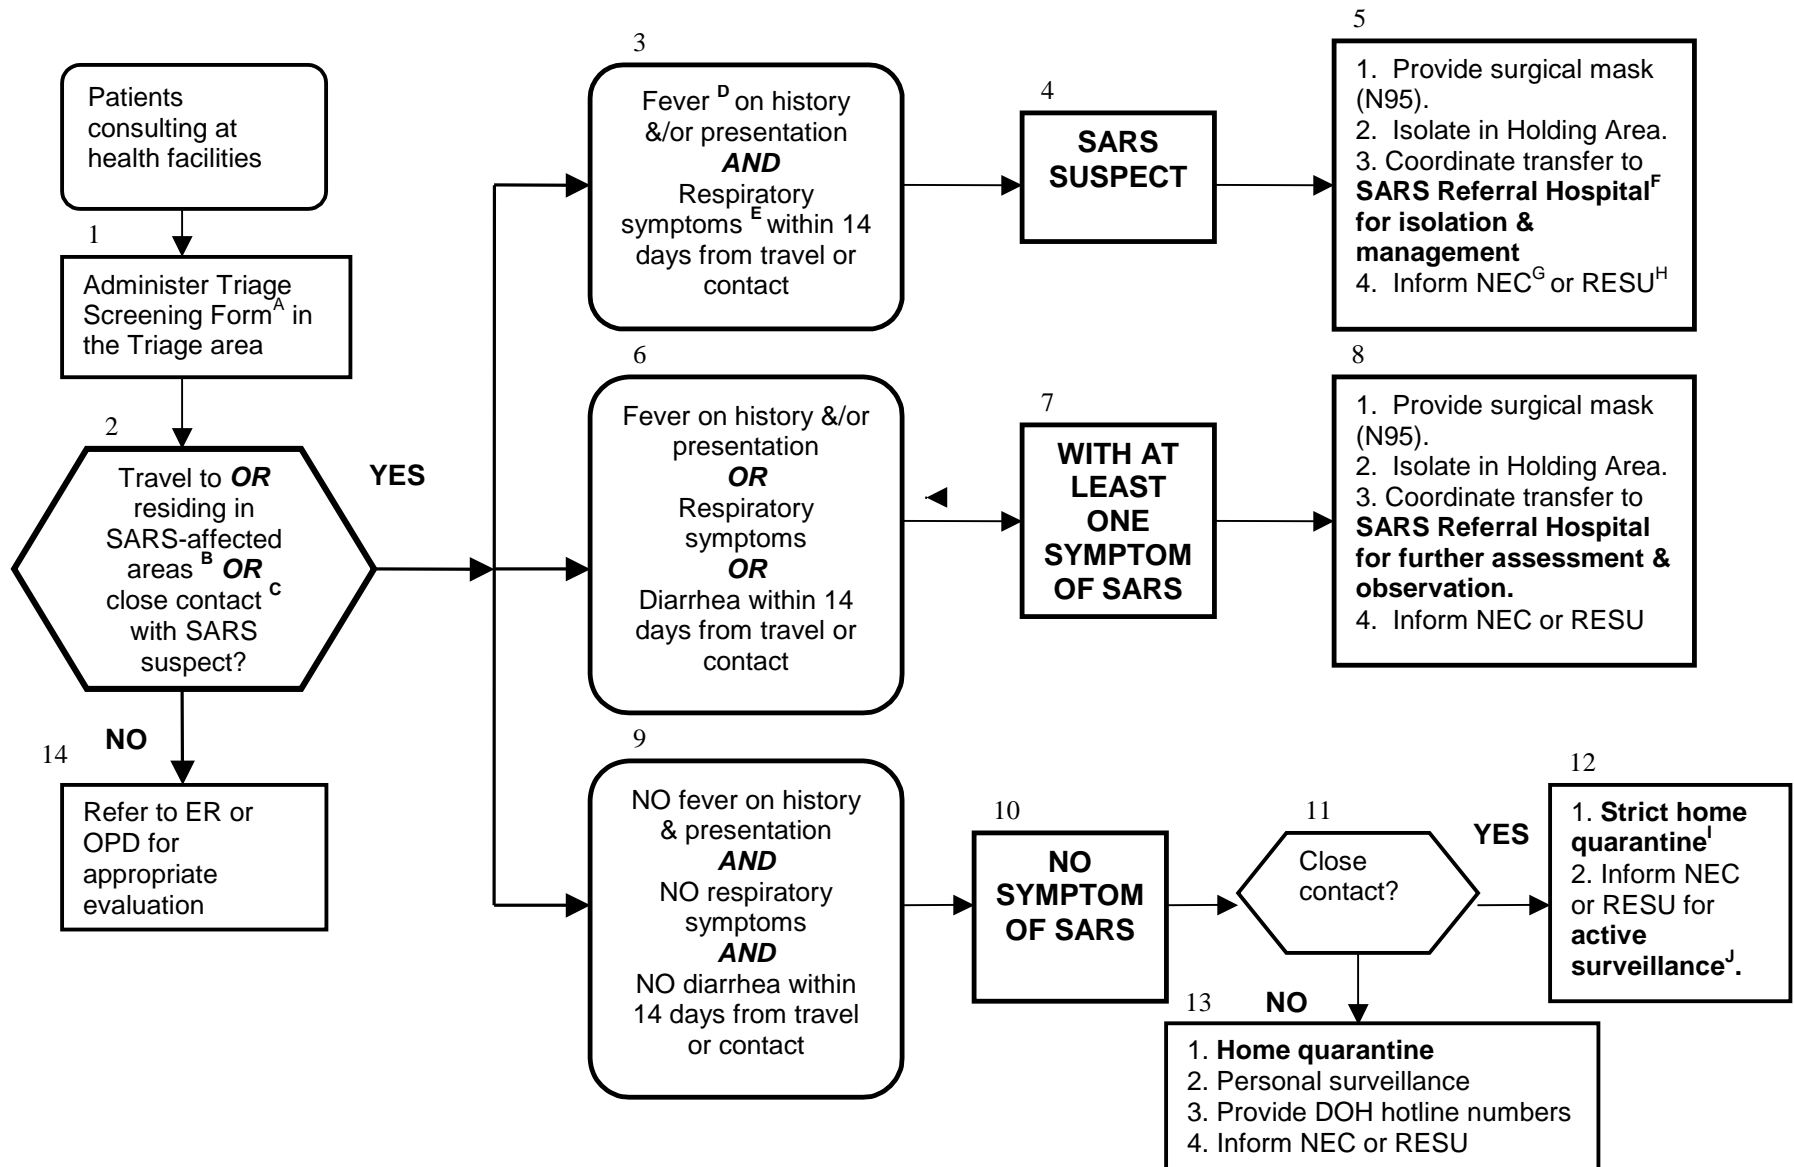 Patients
consulting at
health facilities
1
Administer Triage
Screening Form^A in
the Triage area
2
Travel to OR
residing in
SARS-affected
areas ^B OR
close contact ^C
with SARS
suspect?
YES
NO
14
Refer to ER or
OPD for
appropriate
evaluation
3
Fever ^D on history
&/or presentation
AND
Respiratory
symptoms ^E within 14
days from travel or
contact
4
SARS
SUSPECT
5
1. Provide surgical mask
(N95).
2. Isolate in Holding Area.
3. Coordinate transfer to
SARS Referral Hospital^F
for isolation &
management
4. Inform NEC^G or RESU^H
6
Fever on history &/or
presentation
OR
Respiratory
symptoms
OR
Diarrhea within 14
days from travel or
contact
7
WITH AT
LEAST
ONE
SYMPTOM
OF SARS
8
1. Provide surgical mask
(N95).
2. Isolate in Holding Area.
3. Coordinate transfer to
SARS Referral Hospital
for further assessment &
observation.
4. Inform NEC or RESU
9
NO fever on history
& presentation
AND
NO respiratory
symptoms
AND
NO diarrhea within
14 days from travel
or contact
10
NO
SYMPTOM
OF SARS
11
Close
contact?
YES
12
1. Strict home
quarantine^I
2. Inform NEC
or RESU for
active
surveillance^J.
NO
13
1. Home quarantine
2. Personal surveillance
3. Provide DOH hotline numbers
4. Inform NEC or RESU